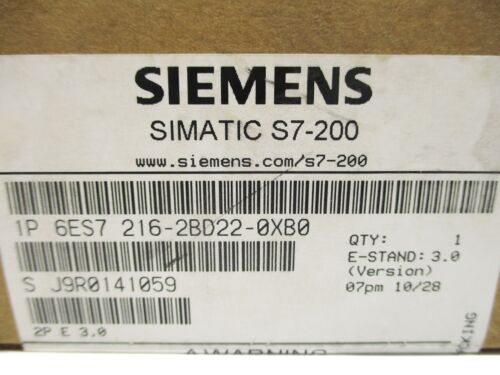 SIEMENS
SIMATIC S7-200
www.siemens.com/s7-200
1P 6ES7 216-2BD22-0XB0
S J9R0141059
2P E 3.0
QTY: 1
E-STAND: 3.0
(Version)
07pm 10/28
WARNING